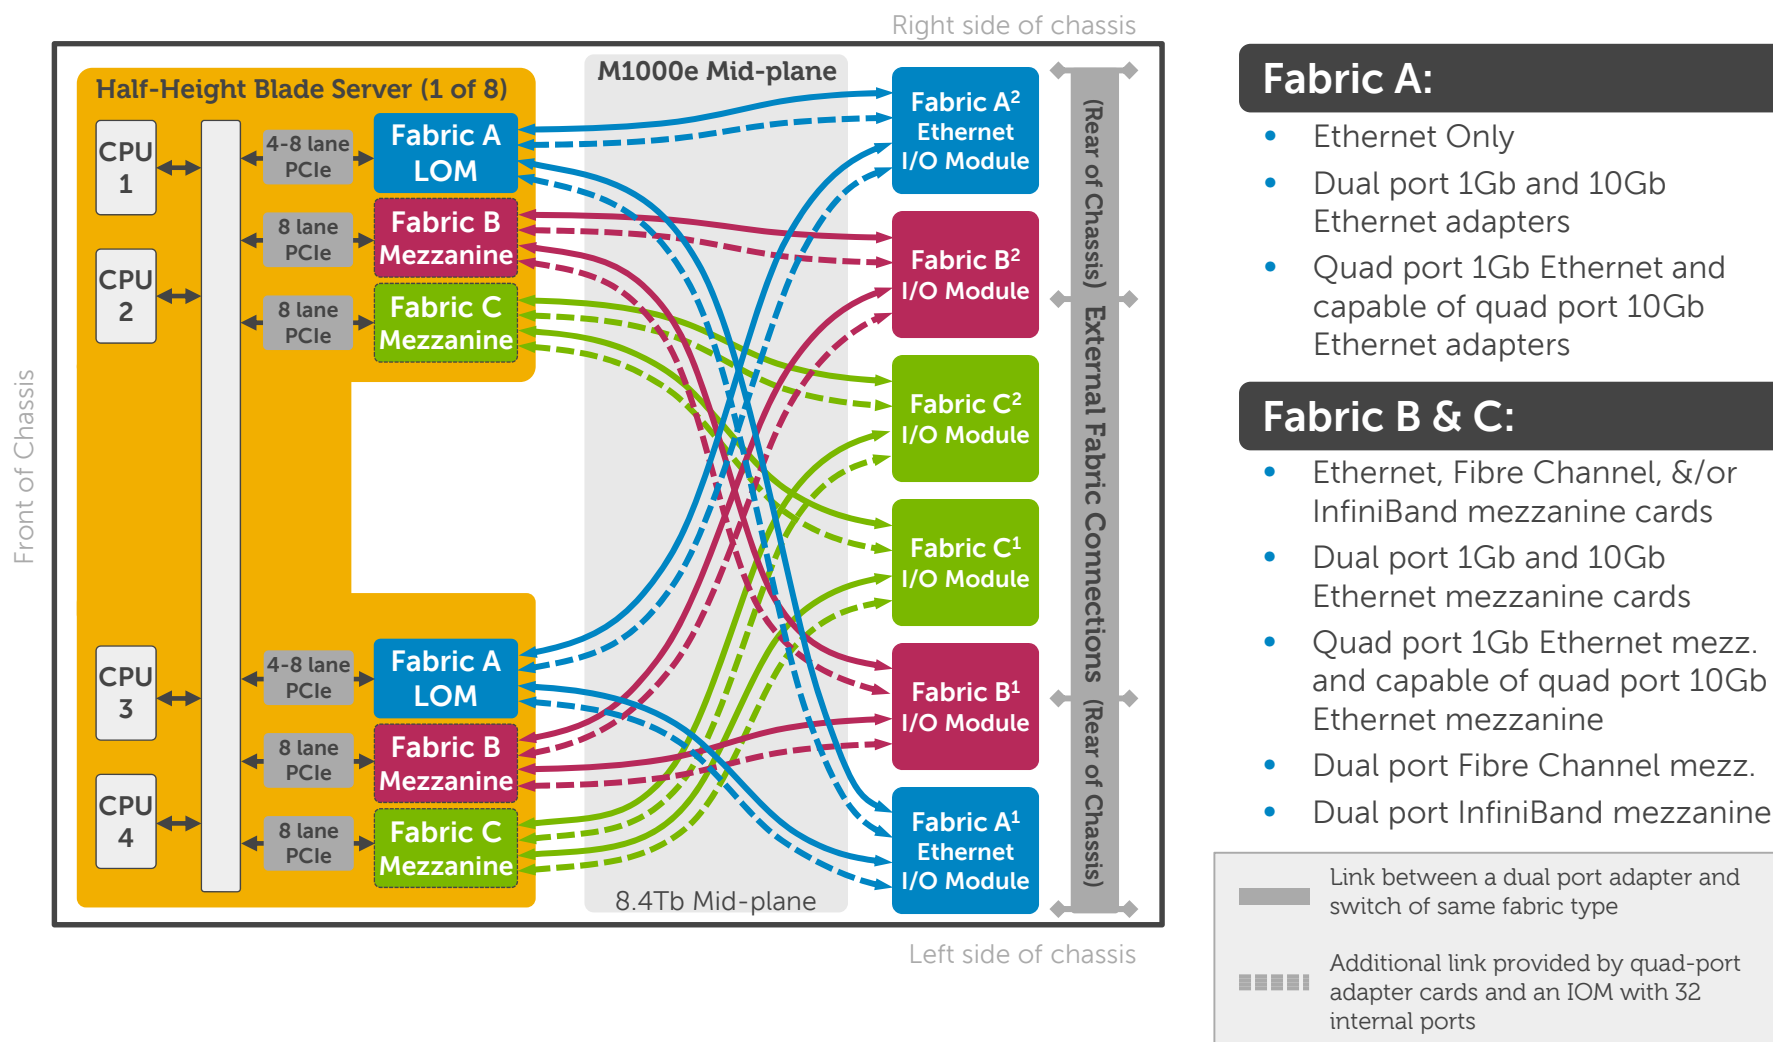 Right side of chassis
Front of Chassis
Half-Height Blade Server (1 of 8)
CPU
1
CPU
2
CPU
3
CPU
4
4-8 lane
PCIe
8 lane
PCIe
8 lane
PCIe
4-8 lane
PCIe
8 lane
PCIe
8 lane
PCIe
Fabric A
LOM
Fabric B
Mezzanine
Fabric C
Mezzanine
Fabric A
LOM
Fabric B
Mezzanine
Fabric C
Mezzanine
M1000e Mid-plane
8.4Tb Mid-plane
Fabric A²
Ethernet
I/O Module
Fabric B²
I/O Module
Fabric C²
I/O Module
Fabric C¹
I/O Module
Fabric B¹
I/O Module
Fabric A¹
Ethernet
I/O Module
(Rear of Chassis) External Fabric Connections (Rear of Chassis)
Left side of chassis
Fabric A:
• Ethernet Only
• Dual port 1Gb and 10Gb
Ethernet adapters
• Quad port 1Gb Ethernet and
capable of quad port 10Gb
Ethernet adapters
Fabric B & C:
• Ethernet, Fibre Channel, &/or
InfiniBand mezzanine cards
• Dual port 1Gb and 10Gb
Ethernet mezzanine cards
• Quad port 1Gb Ethernet mezz.
and capable of quad port 10Gb
Ethernet mezzanine
• Dual port Fibre Channel mezz.
• Dual port InfiniBand mezzanine
Link between a dual port adapter and
switch of same fabric type
Additional link provided by quad-port
adapter cards and an IOM with 32
internal ports